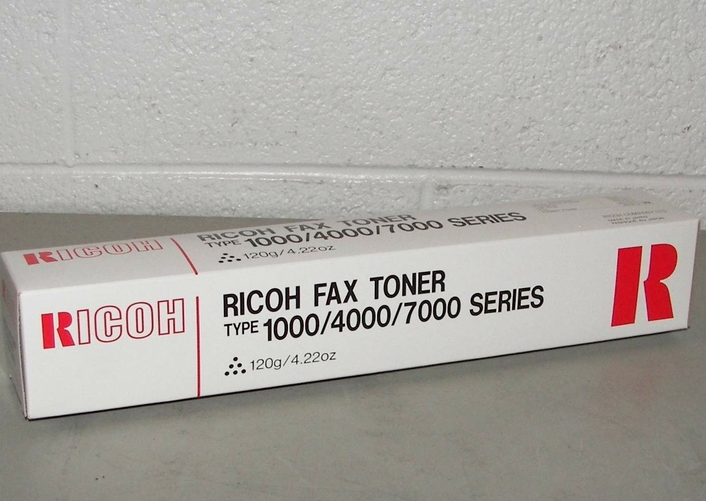 RICOH
RICOH FAX TONER
TYPE 1000/4000/7000 SERIES
120g/4.22oz
RICOH
RICOH FAX TONER
TYPE 1000/4000/7000 SERIES
120g/4.22oz
R